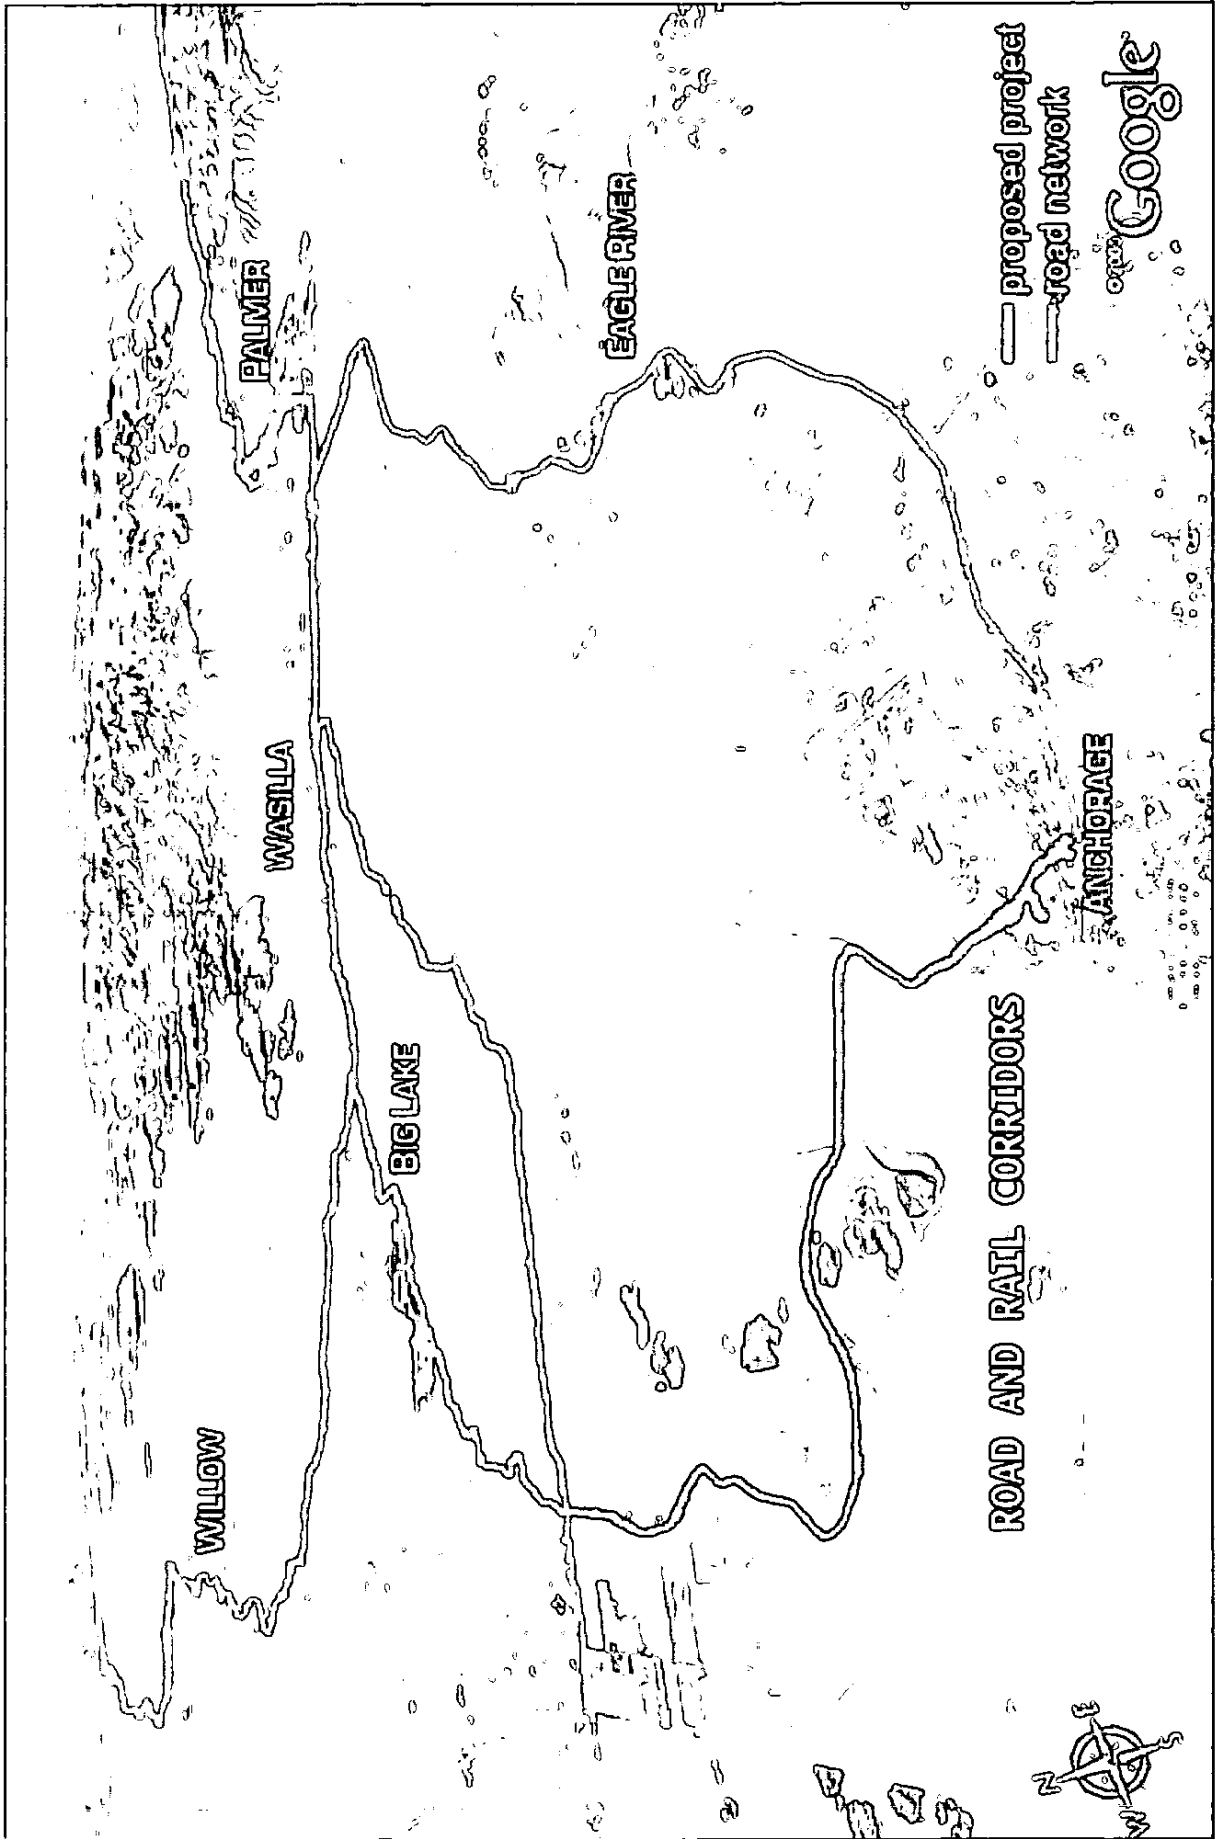 WILLOW
PALMER
WASILLA
BIG LAKE
EAGLE RIVER
ANCHORAGE
ROAD AND RAIL CORRIDORS
proposed project
road network
Google
N
E
S
W